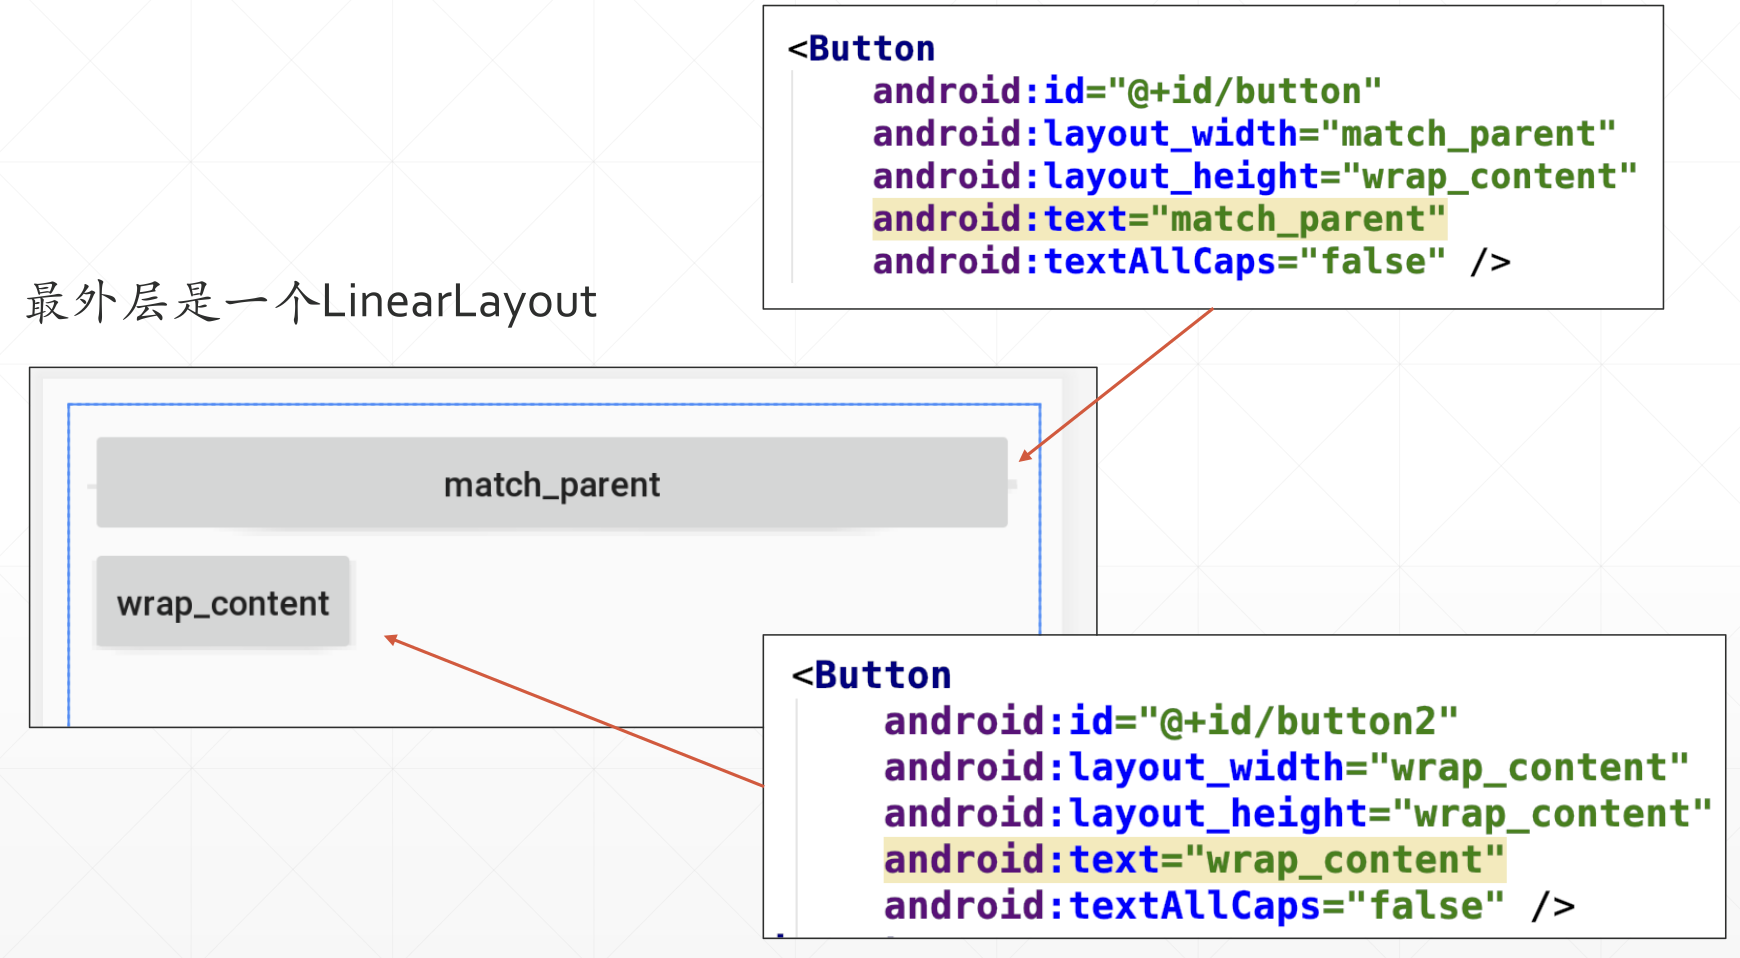 <Button
android:id="@+id/button"
android:layout_width="match_parent"
android:layout_height="wrap_content"
android:text="match_parent"
android:textAllCaps="false" />
最外层是一个LinearLayout
match_parent
wrap_content
<Button
android:id="@+id/button2"
android:layout_width="wrap_content"
android:layout_height="wrap_content"
android:text="wrap_content"
android:textAllCaps="false" />